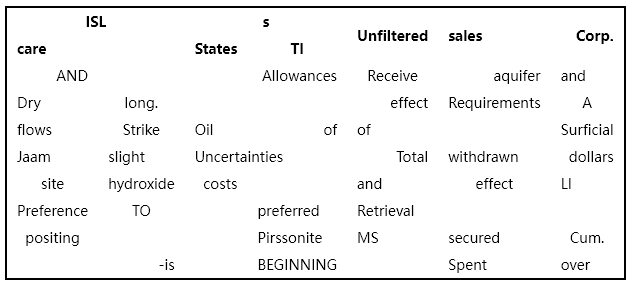 ISL s
Unfiltered sales Corp.
care States TI
AND Allowances Receive aquifer and
Dry long. effect Requirements A
flows Strike Oil of of Surficial
Jaam slight Uncertainties Total withdrawn dollars
site hydroxide costs and effect LI
Preference TO preferred Retrieval
positing Pirssonite MS secured Cum.
-is BEGINNING Spent over